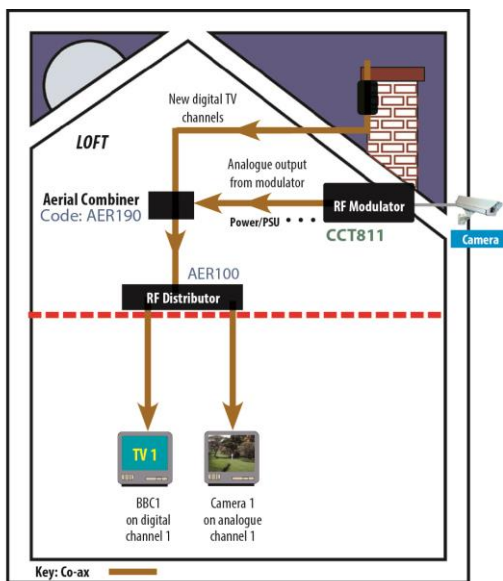 New digital TV
channels
LOFT
Analogue output
from modulator
Aerial Combiner
Code: AER190
RF Modulator
Power/PSU
CCT811
Camera
AER100
RF Distributor
TV 1
BBC1
on digital
channel 1
Camera 1
on analogue
channel 1
Key: Co-ax